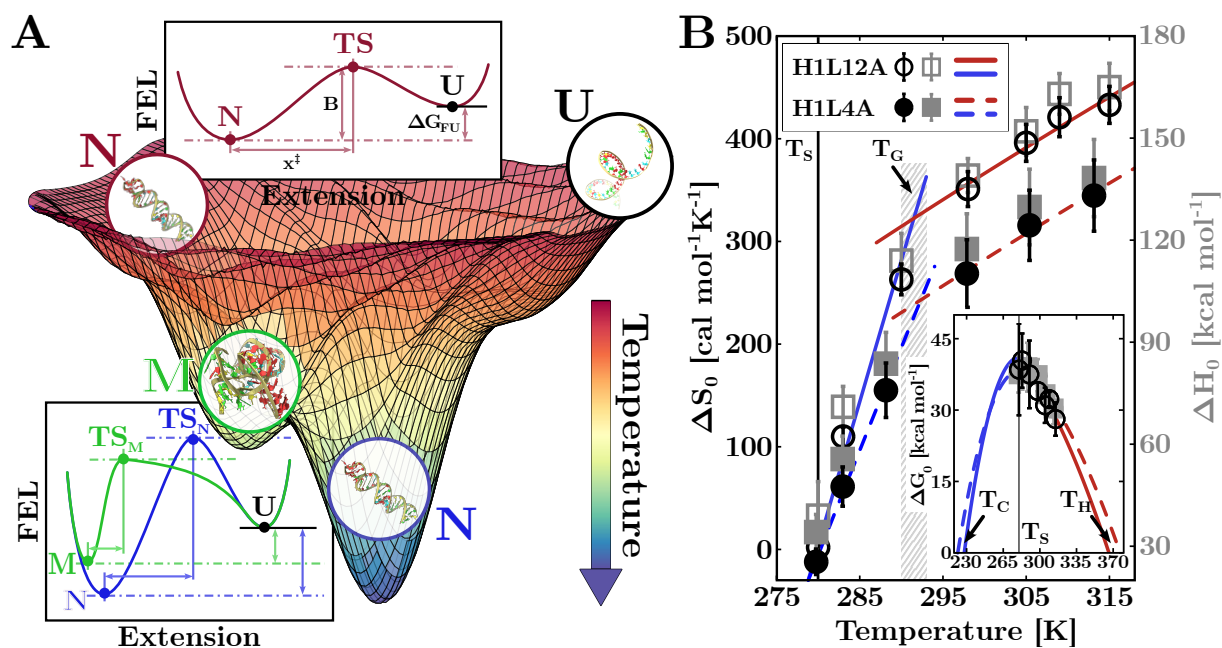 A
TS
U
N
B
ΔG_FU
x‡
FEL
Extension
N
U
M
N
Temperature
TS_N
TS_M
U
M
N
FEL
Extension
B
H1L12A
H1L4A
T_S
T_G
500
400
300
200
100
0
ΔS_0 [cal mol⁻¹K⁻¹]
180
150
120
90
60
30
ΔH_0 [kcal mol⁻¹]
275 285 295 305 315
Temperature [K]
45
30
15
0
ΔG_0 [kcal mol⁻¹]
T_C
T_S
T_H
230 265 300 335 370